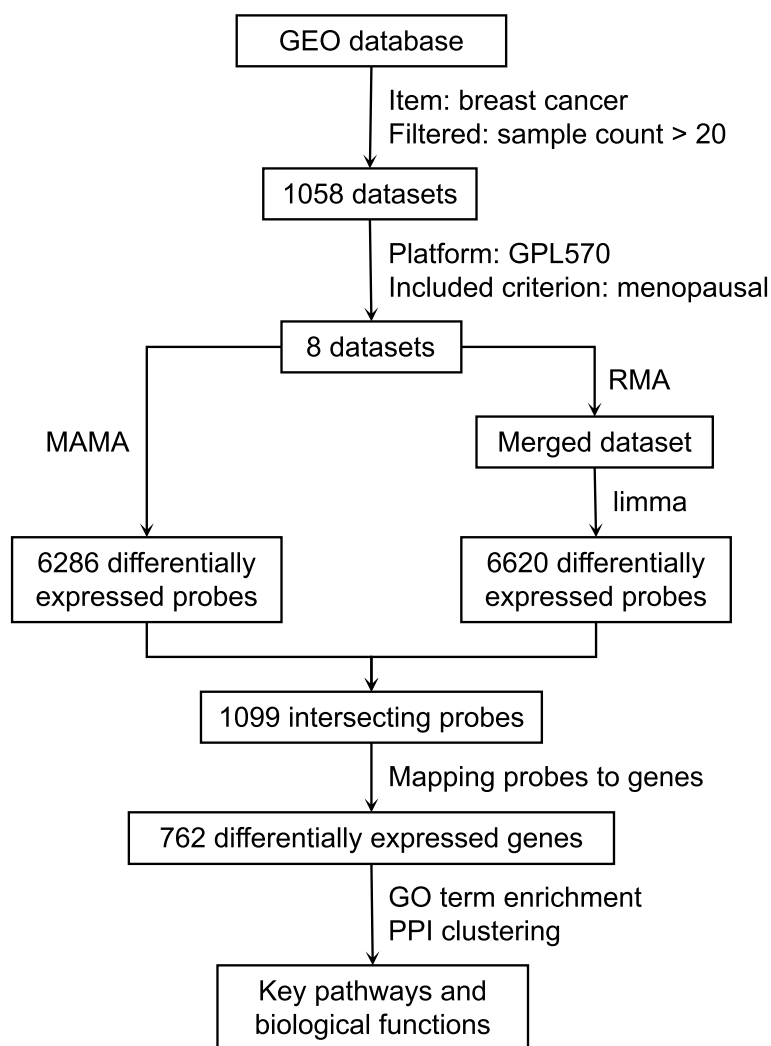 GEO database
Item: breast cancer
Filtered: sample count > 20
1058 datasets
Platform: GPL570
Included criterion: menopausal
8 datasets
RMA
MAMA
Merged dataset
limma
6286 differentially
expressed probes
6620 differentially
expressed probes
1099 intersecting probes
Mapping probes to genes
762 differentially expressed genes
GO term enrichment
PPI clustering
Key pathways and
biological functions